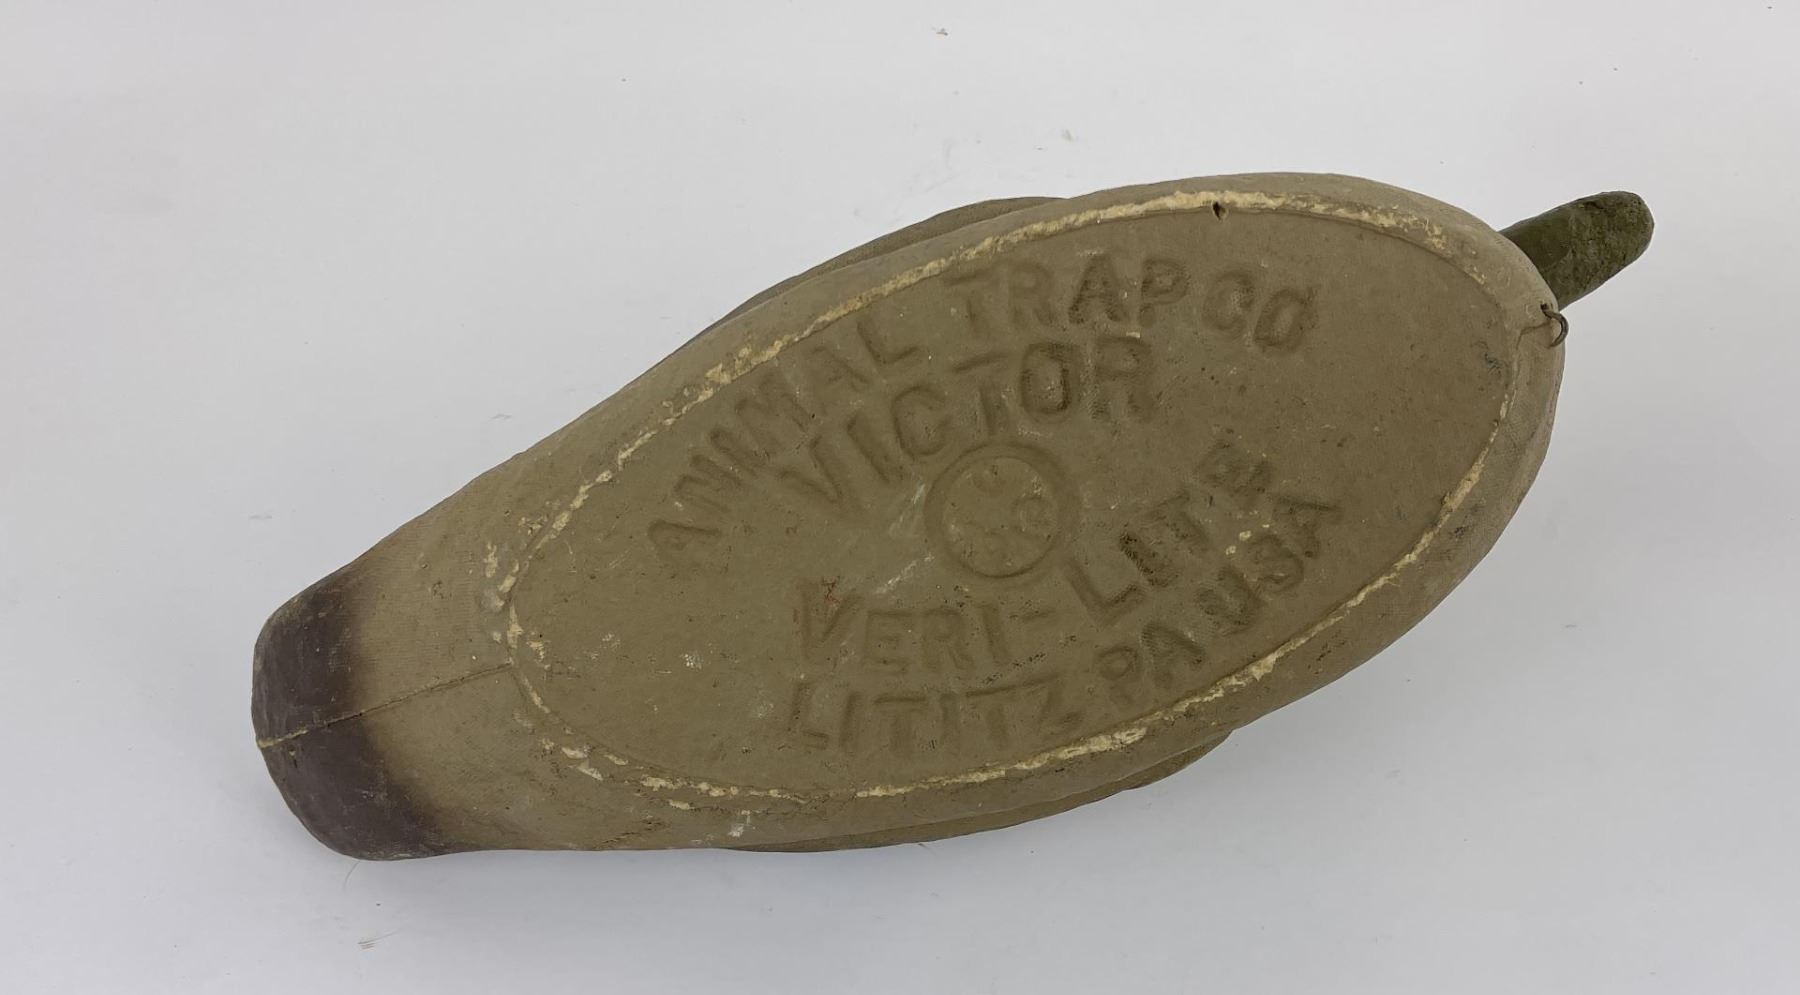 ANIMAL TRAP CO
VICTOR
VERI-LITE
LITITZ PA USA